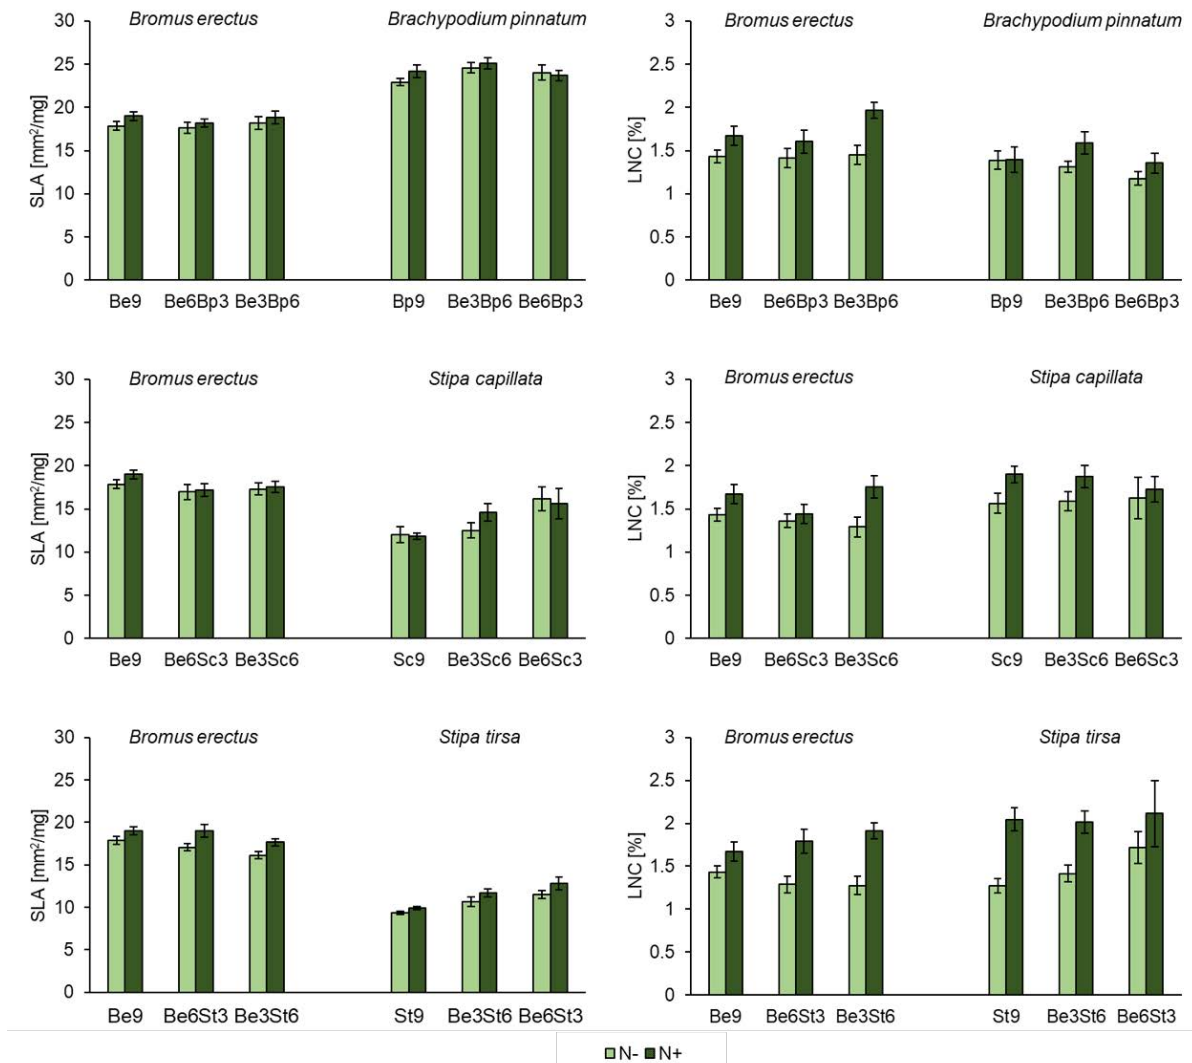 Bromus erectus Brachypodium pinnatum
30
25
20
15
10
5
0
SLA [mm²/mg]
Be9 Be6Bp3 Be3Bp6 Bp9 Be3Bp6 Be6Bp3
Bromus erectus Brachypodium pinnatum
3
2.5
2
1.5
1
0.5
0
LNC [%]
Be9 Be6Bp3 Be3Bp6 Bp9 Be3Bp6 Be6Bp3
Bromus erectus Stipa capillata
30
25
20
15
10
5
0
SLA [mm²/mg]
Be9 Be6Sc3 Be3Sc6 Sc9 Be3Sc6 Be6Sc3
Bromus erectus Stipa capillata
3
2.5
2
1.5
1
0.5
0
LNC [%]
Be9 Be6Sc3 Be3Sc6 Sc9 Be3Sc6 Be6Sc3
Bromus erectus Stipa tirsa
30
25
20
15
10
5
0
SLA [mm²/mg]
Be9 Be6St3 Be3St6 St9 Be3St6 Be6St3
Bromus erectus Stipa tirsa
3
2.5
2
1.5
1
0.5
0
LNC [%]
Be9 Be6St3 Be3St6 St9 Be3St6 Be6St3
N- N+